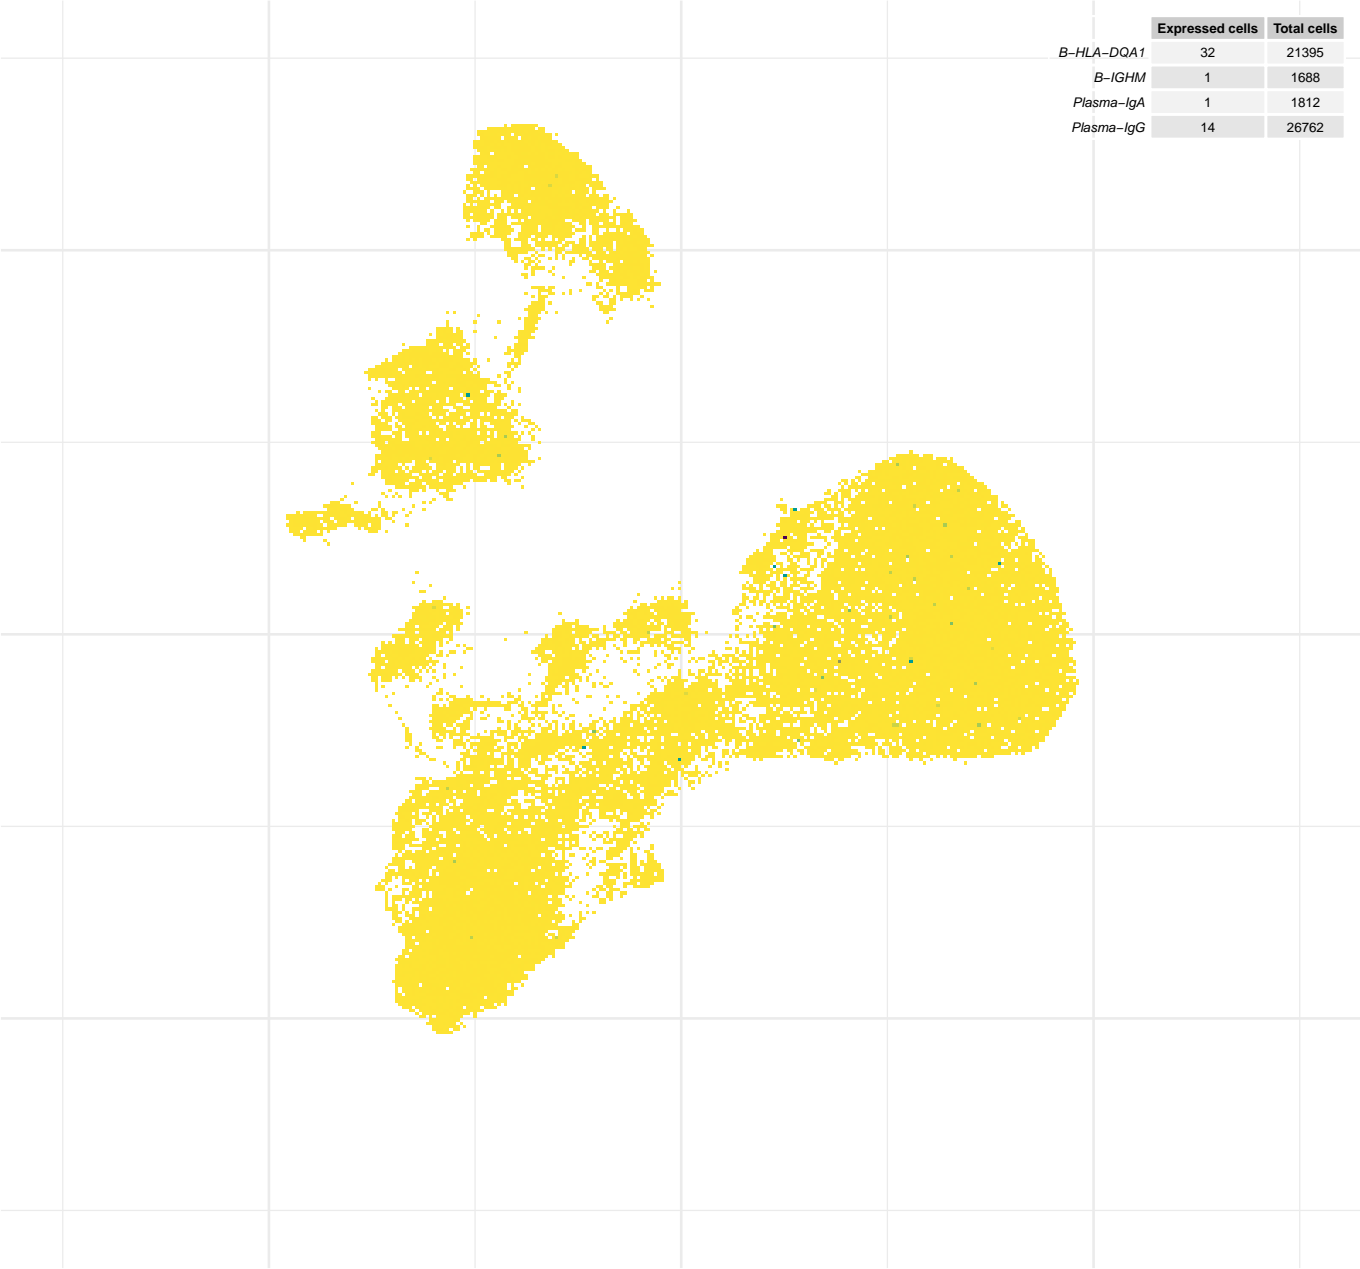 Expressed cells Total cells
B−HLA−DQA1 32 21395
B−IGHM 1 1688
Plasma−IgA 1 1812
Plasma−IgG 14 26762